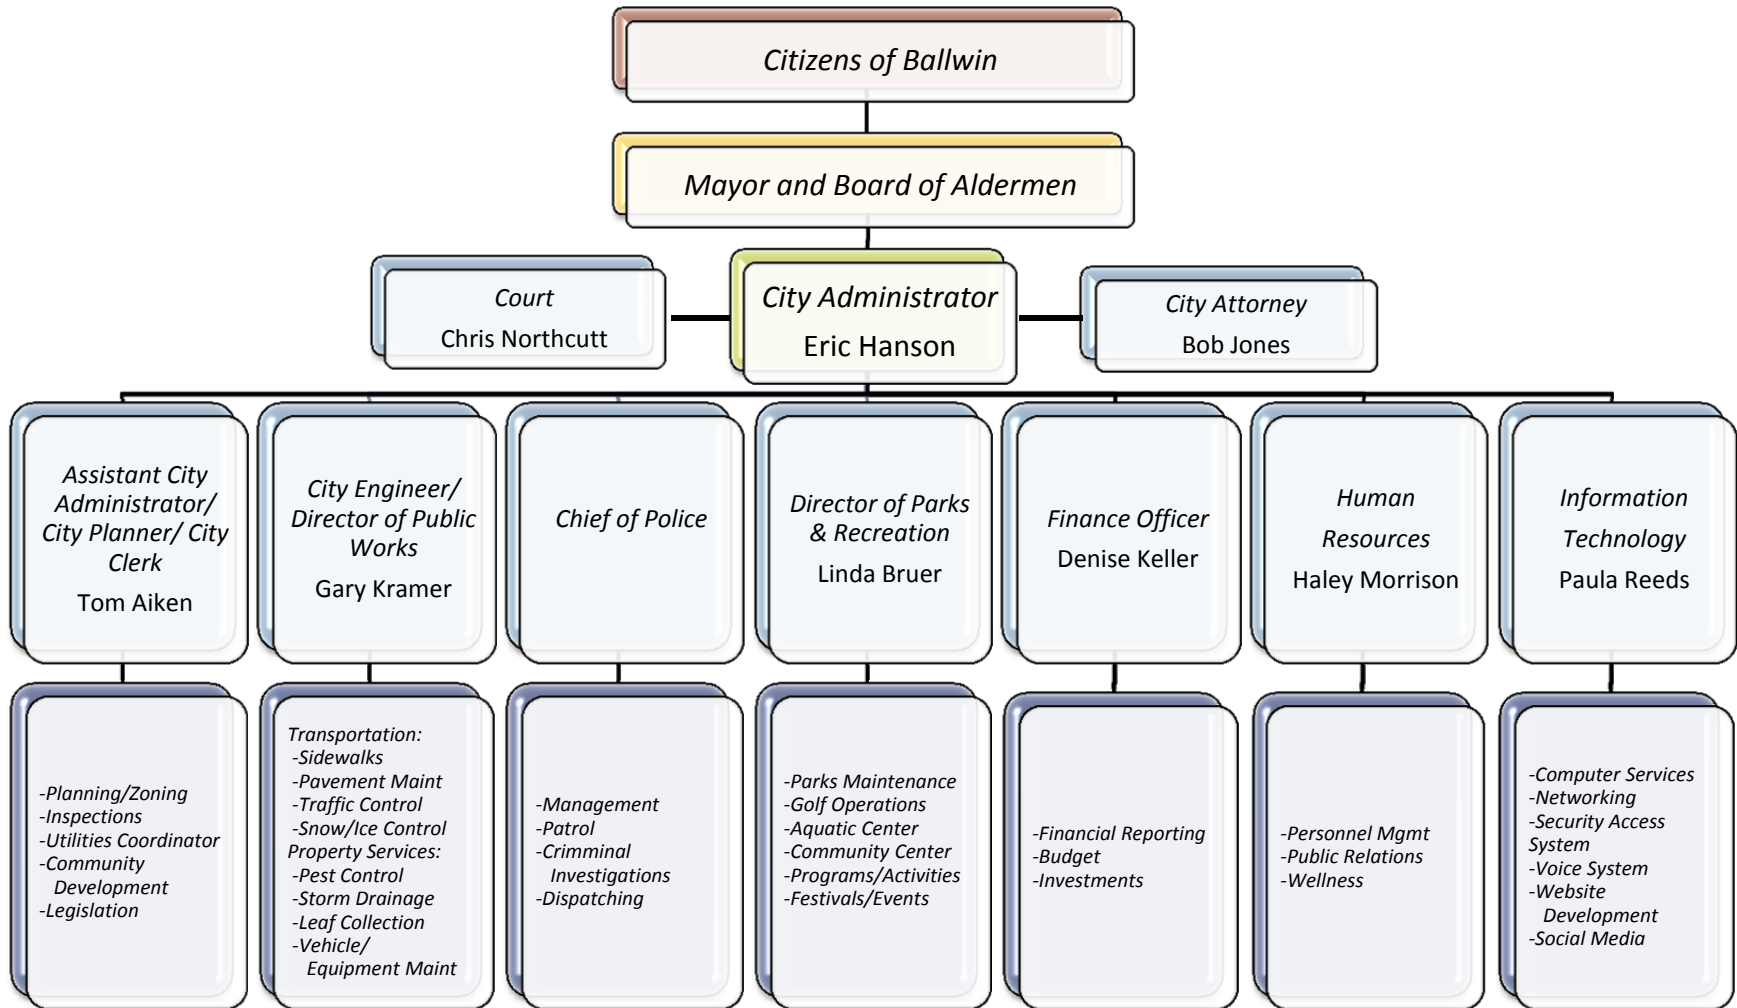 Citizens of Ballwin
Mayor and Board of Aldermen
Court
Chris Northcutt
City Administrator
Eric Hanson
City Attorney
Bob Jones
Assistant City
Administrator/
City Planner/ City
Clerk
Tom Aiken
City Engineer/
Director of Public
Works
Gary Kramer
Chief of Police
Director of Parks
& Recreation
Linda Bruer
Finance Officer
Denise Keller
Human
Resources
Haley Morrison
Information
Technology
Paula Reeds
-Planning/Zoning
-Inspections
-Utilities Coordinator
-Community
Development
-Legislation
Transportation:
-Sidewalks
-Pavement Maint
-Traffic Control
-Snow/Ice Control
Property Services:
-Pest Control
-Storm Drainage
-Leaf Collection
-Vehicle/
Equipment Maint
-Management
-Patrol
-Crimminal
Investigations
-Dispatching
-Parks Maintenance
-Golf Operations
-Aquatic Center
-Community Center
-Programs/Activities
-Festivals/Events
-Financial Reporting
-Budget
-Investments
-Personnel Mgmt
-Public Relations
-Wellness
-Computer Services
-Networking
-Security Access
System
-Voice System
-Website
Development
-Social Media